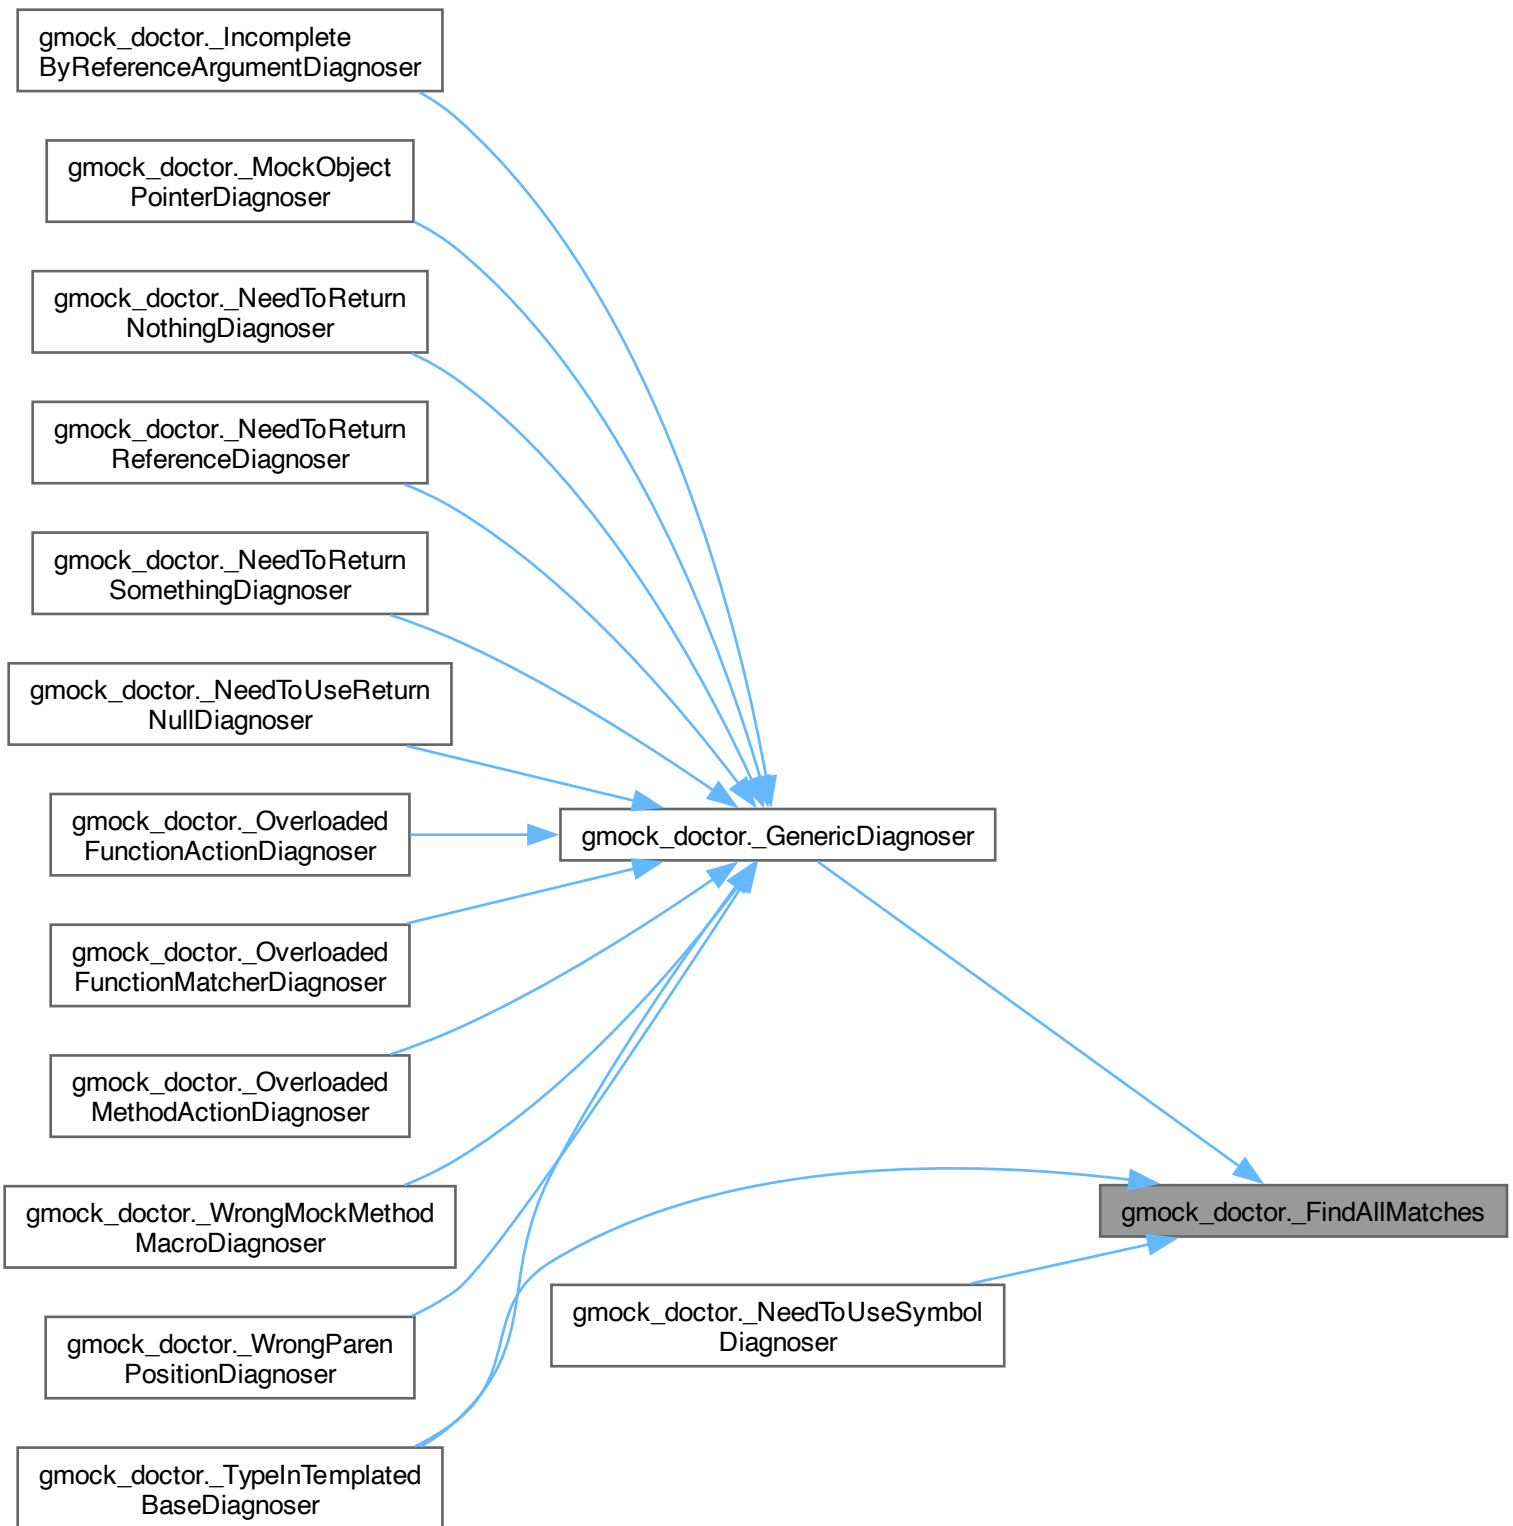 gmock_doctor._Incomplete
ByReferenceArgumentDiagnoser
gmock_doctor._MockObject
PointerDiagnoser
gmock_doctor._NeedToReturn
NothingDiagnoser
gmock_doctor._NeedToReturn
ReferenceDiagnoser
gmock_doctor._NeedToReturn
SomethingDiagnoser
gmock_doctor._NeedToUseReturn
NullDiagnoser
gmock_doctor._Overloaded
FunctionActionDiagnoser
gmock_doctor._GenericDiagnoser
gmock_doctor._Overloaded
FunctionMatcherDiagnoser
gmock_doctor._Overloaded
MethodActionDiagnoser
gmock_doctor._WrongMockMethod
MacroDiagnoser
gmock_doctor._FindAllMatches
gmock_doctor._NeedToUseSymbol
Diagnoser
gmock_doctor._WrongParen
PositionDiagnoser
gmock_doctor._TypeInTemplated
BaseDiagnoser